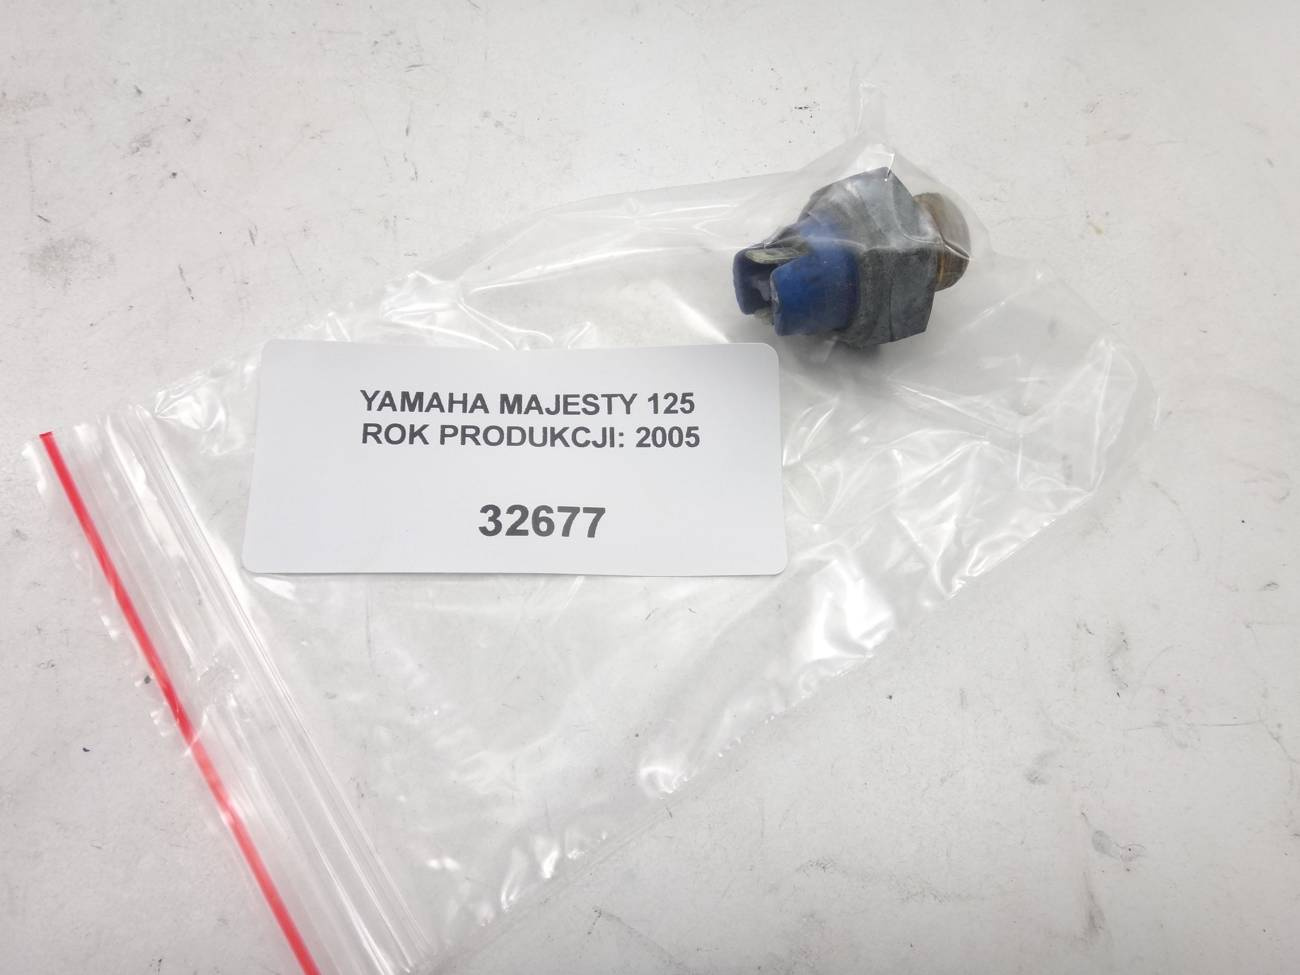 YAMAHA MAJESTY 125
ROK PRODUKCJI: 2005
32677